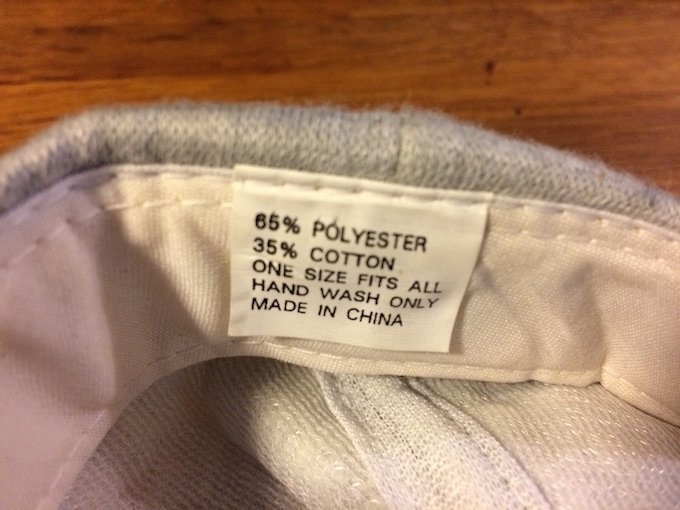 65% POLYESTER
35% COTTON
ONE SIZE FITS ALL
HAND WASH ONLY
MADE IN CHINA